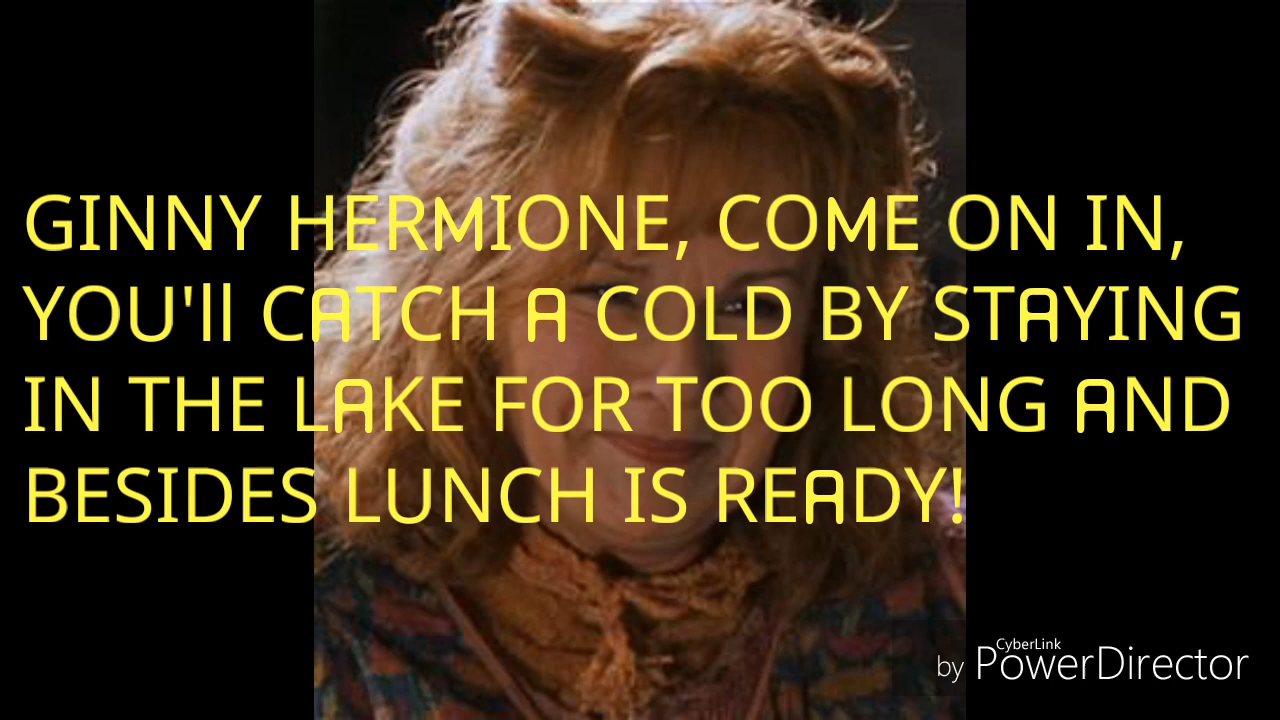 GINNY HERMIONE, COME ON IN,
YOU'll CATCH A COLD BY STAYING
IN THE LAKE FOR TOO LONG AND
BESIDES LUNCH IS READY!
CyberLink
by PowerDirector